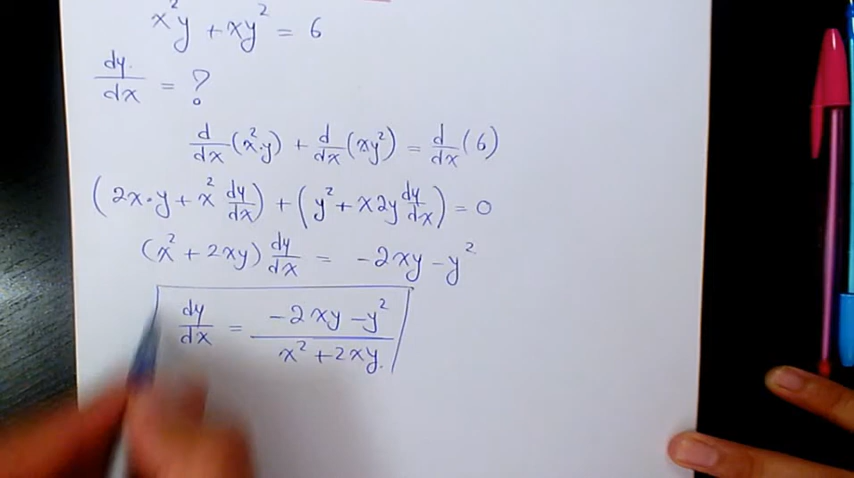 x²y + xy² = 6
dy/dx = ?
d/dx (x²·y) + d/dx (xy²) = d/dx (6)
(2x·y + x² dy/dx) + (y² + x2y dy/dx) = 0
(x² + 2xy) dy/dx = -2xy - y²
dy/dx = (-2xy - y²)/(x² + 2xy)